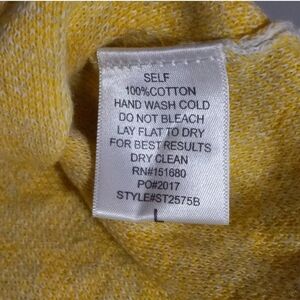 SELF
100%COTTON
HAND WASH COLD
DO NOT BLEACH
LAY FLAT TO DRY
FOR BEST RESULTS
DRY CLEAN
RN#151680
PO#2017
STYLE#ST2575B
L